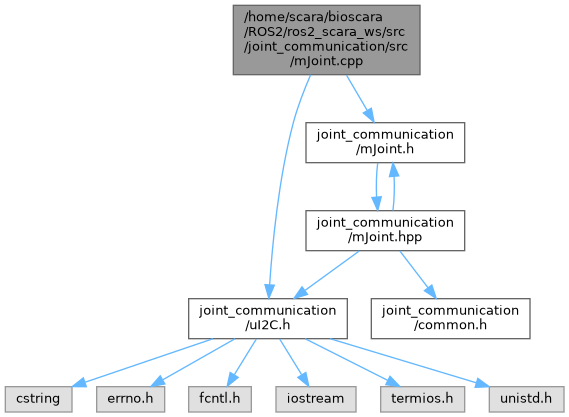 /home/scara/bioscara
/ROS2/ros2_scara_ws/src
/joint_communication/src
/mJoint.cpp
joint_communication
/mJoint.h
joint_communication
/mJoint.hpp
joint_communication
/uI2C.h
joint_communication
/common.h
cstring
errno.h
fcntl.h
iostream
termios.h
unistd.h